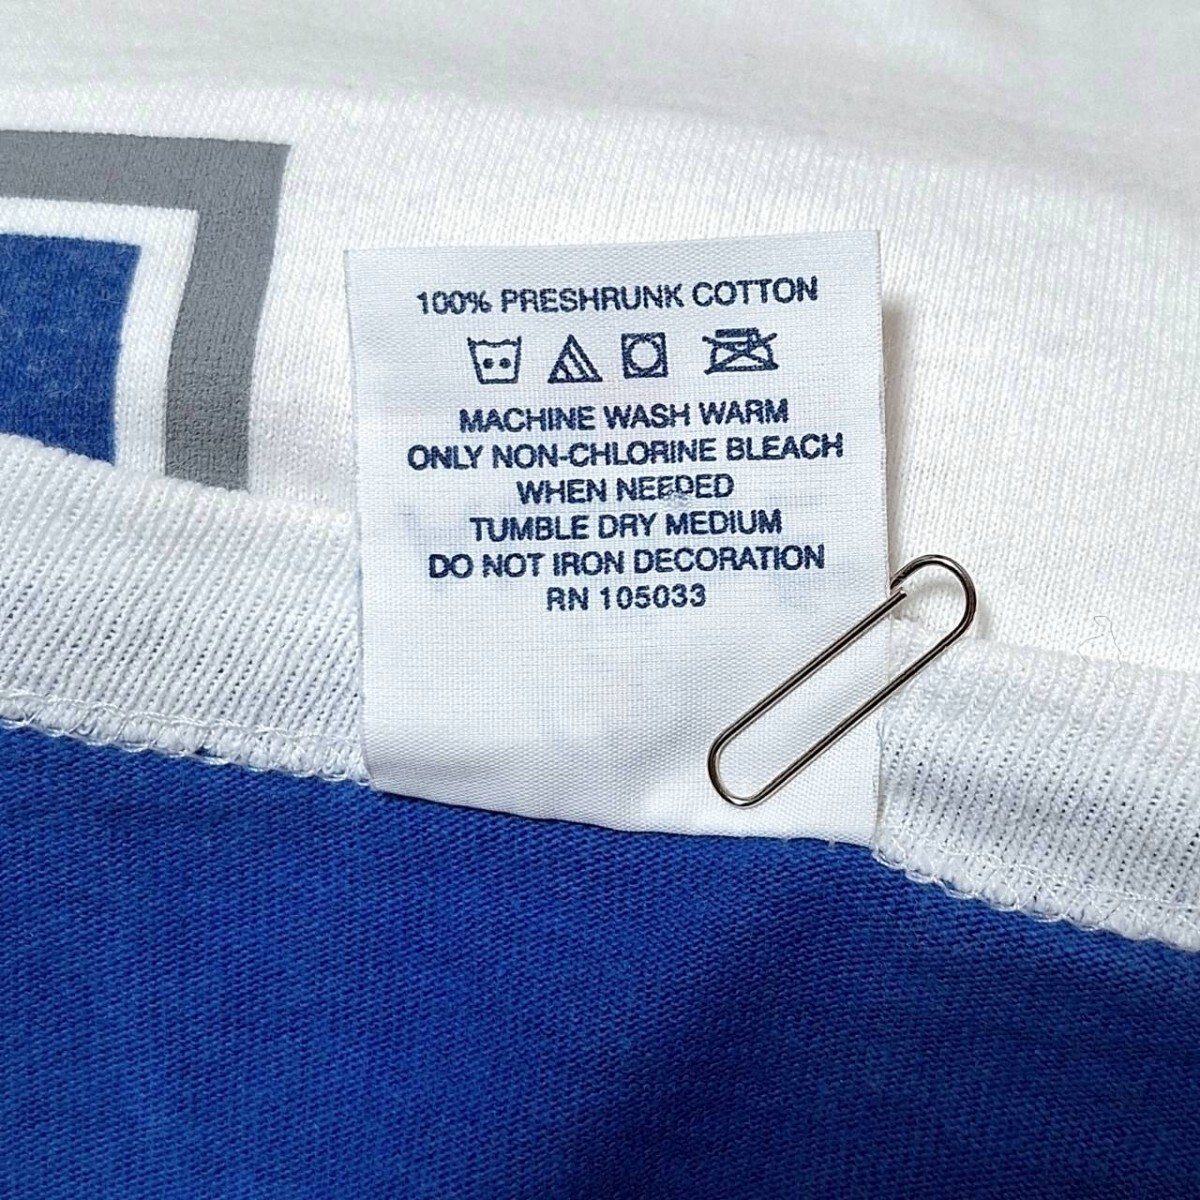 100% PRESHRUNK COTTON
MACHINE WASH WARM
ONLY NON-CHLORINE BLEACH
WHEN NEEDED
TUMBLE DRY MEDIUM
DO NOT IRON DECORATION
RN 105033